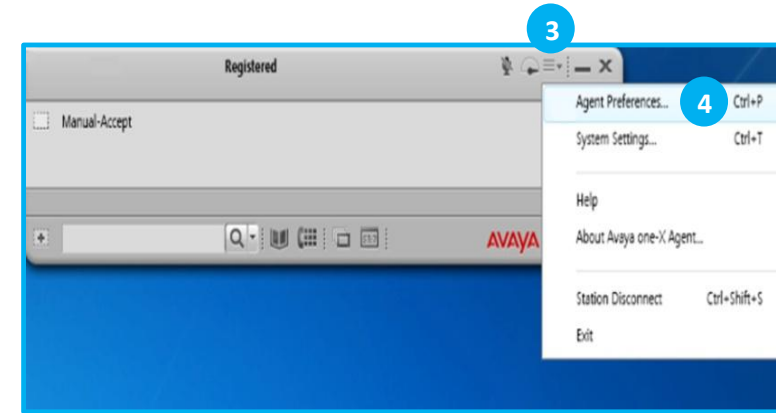 3
Registered
Manual-Accept
AVAYA
Agent Preferences... 4 Ctrl+P
System Settings... Ctrl+T
Help
About Avaya one-X Agent...
Station Disconnect Ctrl+Shift+S
Exit